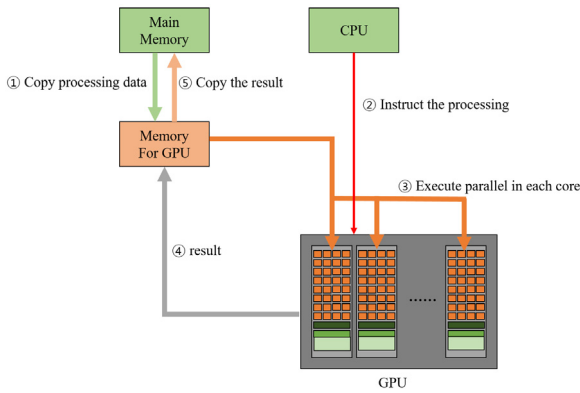 Main
Memory
CPU
① Copy processing data
⑤ Copy the result
② Instruct the processing
Memory
For GPU
③ Execute parallel in each core
④ result
......
GPU